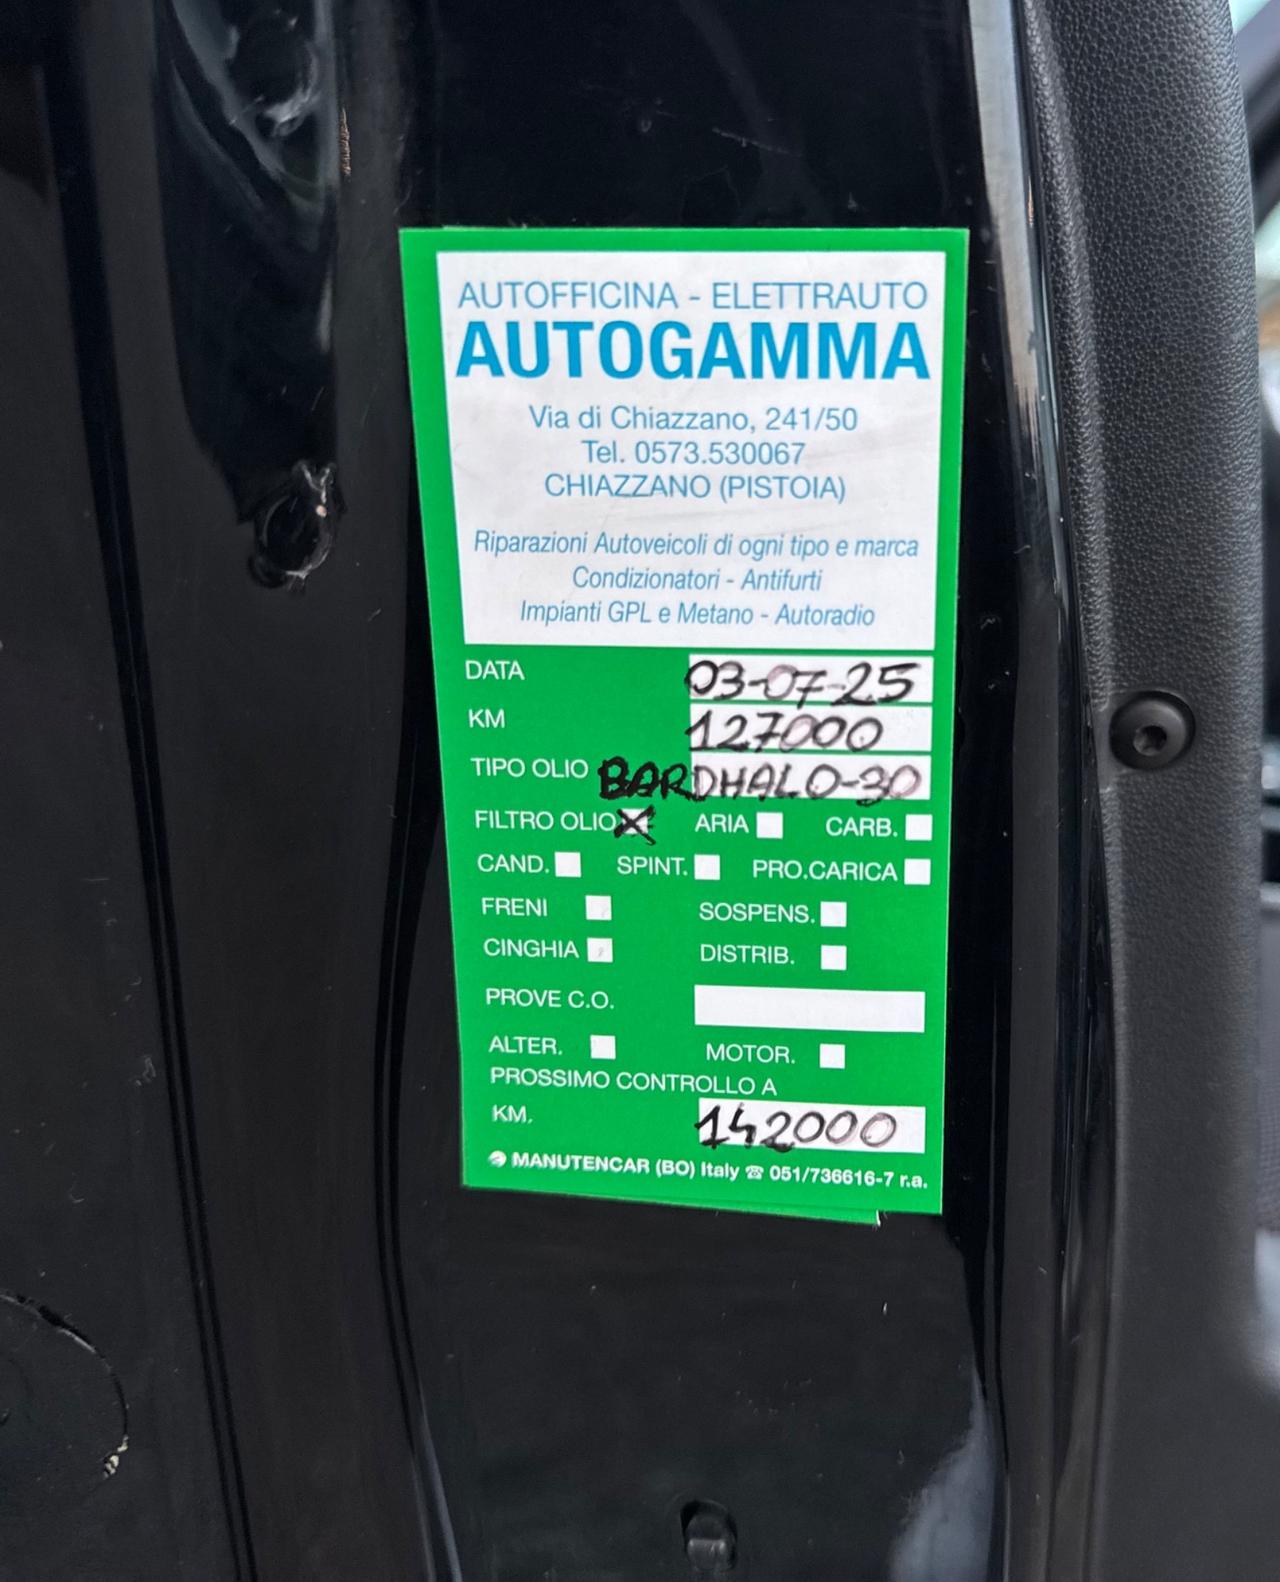 AUTOFFICINA - ELETTRAUTO
AUTOGAMMA
Via di Chiazzano, 241/50
Tel. 0573.530067
CHIAZZANO (PISTOIA)
Riparazioni Autoveicoli di ogni tipo e marca
Condizionatori - Antifurti
Impianti GPL e Metano - Autoradio
DATA 03-07-25
KM 127000
TIPO OLIO BARDHAL 0-30
FILTRO OLIO X ARIA CARB.
CAND. SPINT. PRO.CARICA
FRENI SOSPENS.
CINGHIA DISTRIB.
PROVE C.O.
ALTER. MOTOR.
PROSSIMO CONTROLLO A
KM. 142000
MANUTENCAR (BO) Italy ☎ 051/736616-7 r.a.